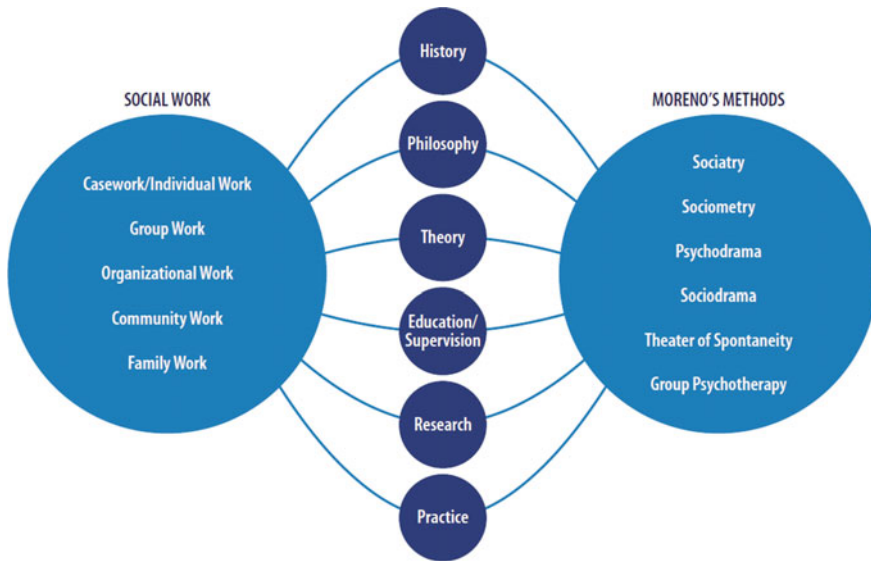 SOCIAL WORK
Casework/Individual Work
Group Work
Organizational Work
Community Work
Family Work
History
Philosophy
Theory
Education/
Supervision
Research
Practice
MORENO'S METHODS
Sociatry
Sociometry
Psychodrama
Sociodrama
Theater of Spontaneity
Group Psychotherapy